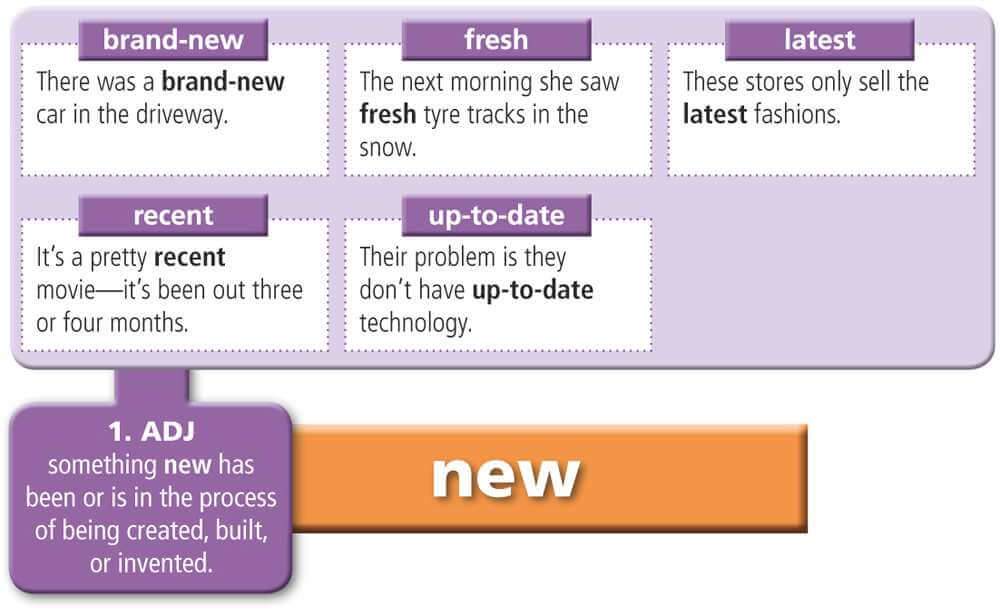 brand-new
There was a brand-new
car in the driveway.
fresh
The next morning she saw
fresh tyre tracks in the
snow.
latest
These stores only sell the
latest fashions.
recent
It's a pretty recent
movie—it's been out three
or four months.
up-to-date
Their problem is they
don't have up-to-date
technology.
1. ADJ
something new has
been or is in the process
of being created, built,
or invented.
new